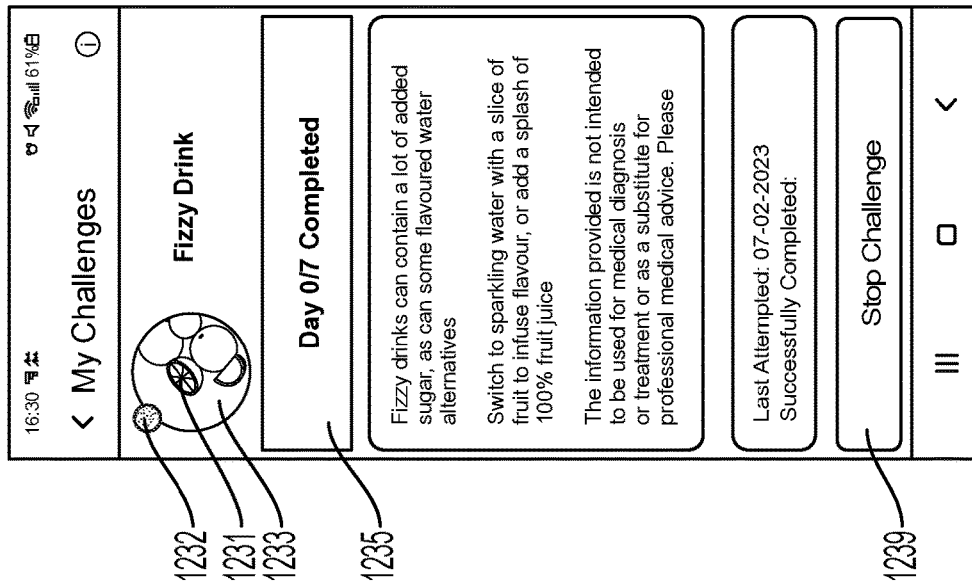 16:30
61%
My Challenges
i
Fizzy Drink
Day 0/7 Completed
Fizzy drinks can contain a lot of added
sugar, as can some flavoured water
alternatives
Switch to sparkling water with a slice of
fruit to infuse flavour, or add a splash of
100% fruit juice
The information provided is not intended
to be used for medical diagnosis
or treatment or as a substitute for
professional medical advice. Please
Last Attempted: 07-02-2023
Successfully Completed:
Stop Challenge
1232
1231
1233
1235
1239